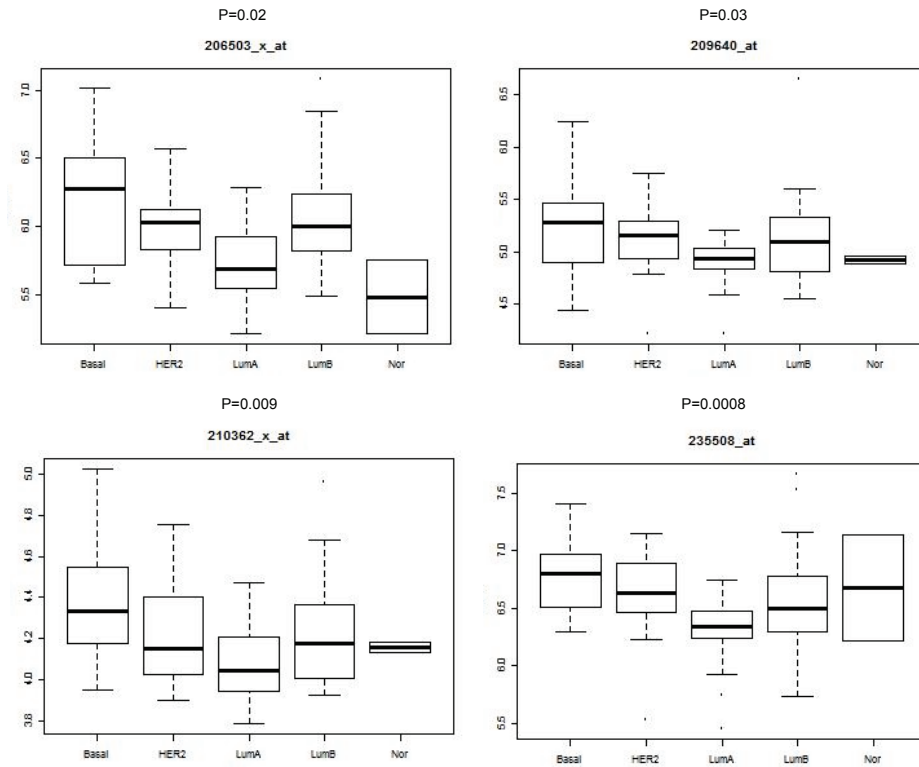 P=0.02
206503_x_at
7.0
6.5
6.0
5.5
Basal HER2 LumA LumB Nor
P=0.03
209640_at
6.5
6.0
5.5
5.0
4.5
Basal HER2 LumA LumB Nor
P=0.009
210362_x_at
5.0
4.8
4.6
4.4
4.2
4.0
3.8
Basal HER2 LumA LumB Nor
P=0.0008
235508_at
7.5
7.0
6.5
6.0
5.5
Basal HER2 LumA LumB Nor